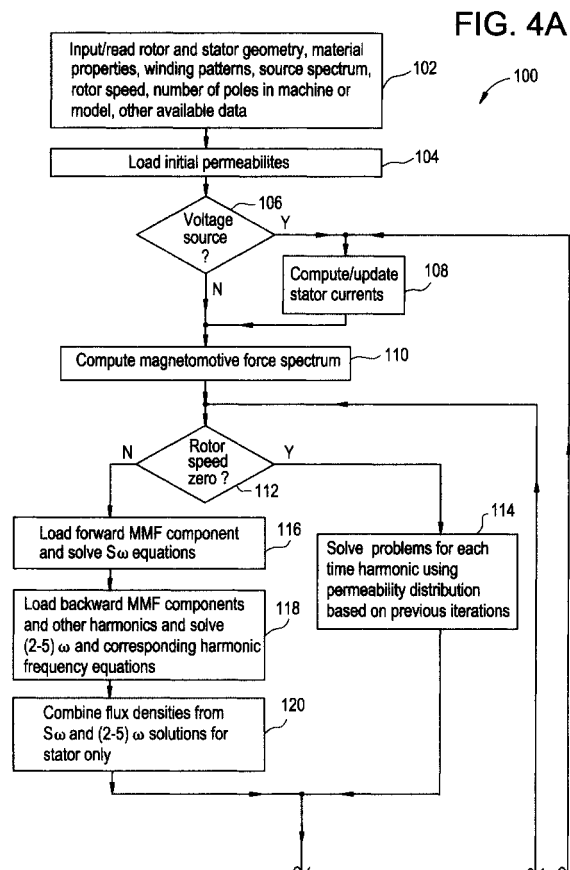 FIG. 4A
100
Input/read rotor and stator geometry, material
properties, winding patterns, source spectrum,
rotor speed, number of poles in machine or
model, other available data
102
Load initial permeabilites
104
106
Voltage
source
?
Y
N
Compute/update
stator currents
108
Compute magnetomotive force spectrum
110
N
Rotor
speed
zero ?
Y
112
Load forward MMF component
and solve Sω equations
116
114
Solve problems for each
time harmonic using
permeability distribution
based on previous iterations
Load backward MMF components
and other harmonics and solve
(2-5) ω and corresponding harmonic
frequency equations
118
Combine flux densities from
Sω and (2-5) ω solutions for
stator only
120